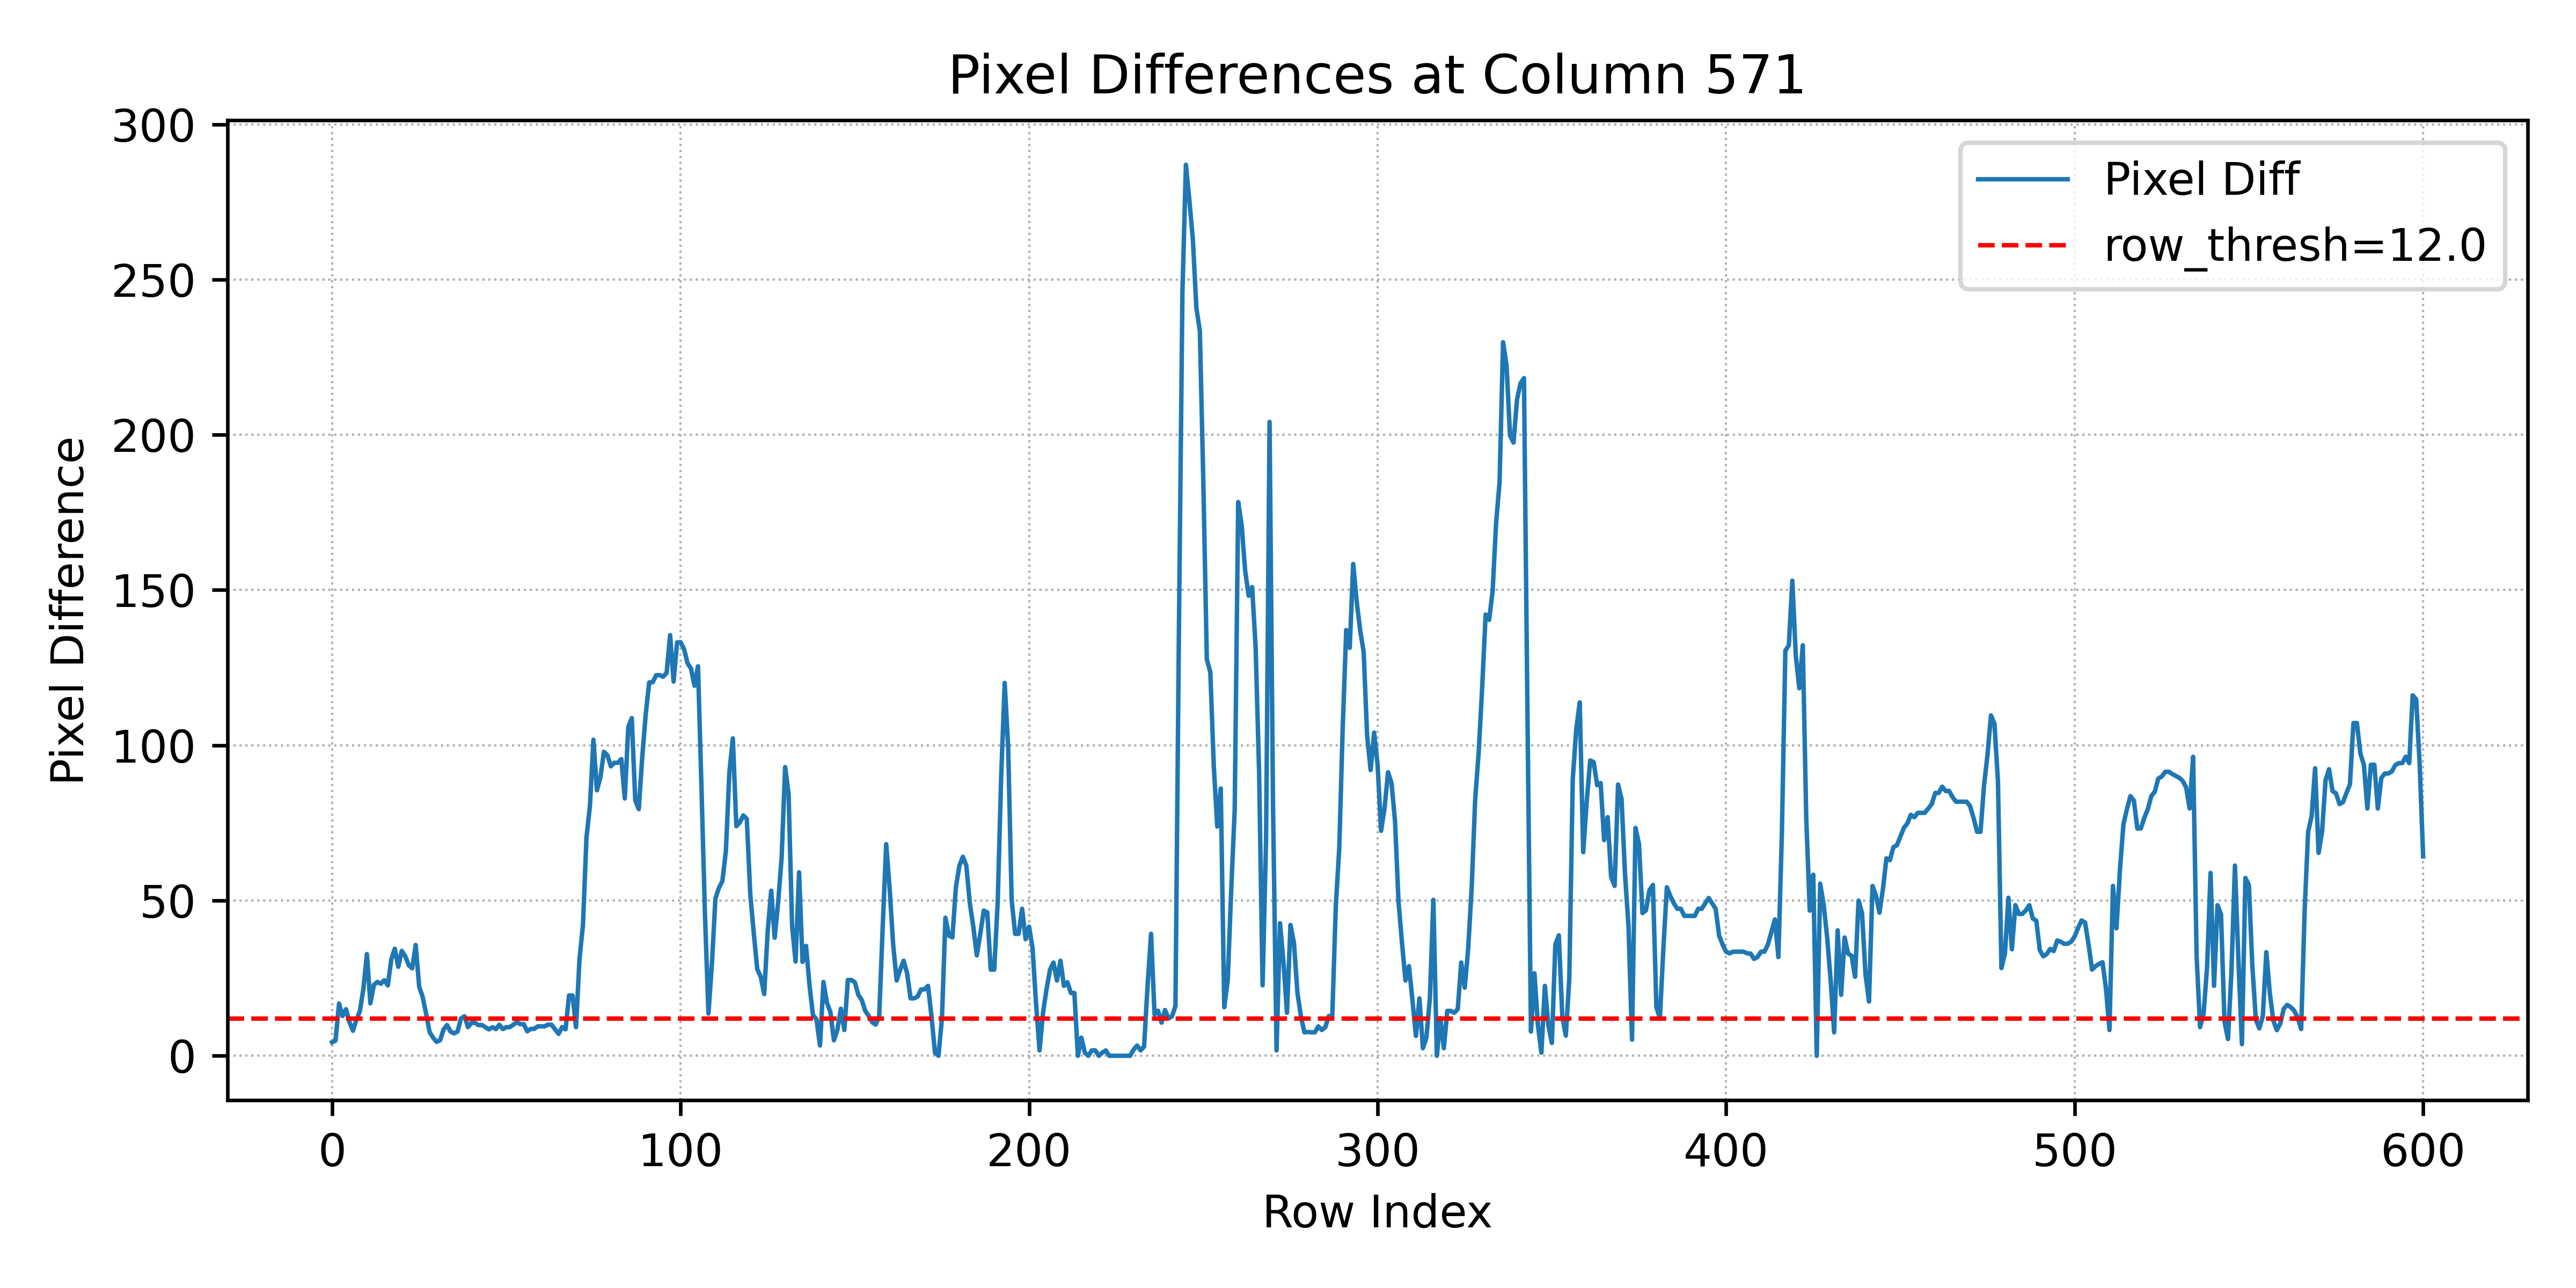 Pixel Differences at Column 571
300
250
200
150
100
50
0
Pixel Difference
Pixel Diff
row_thresh=12.0
0 100 200 300 400 500 600
Row Index